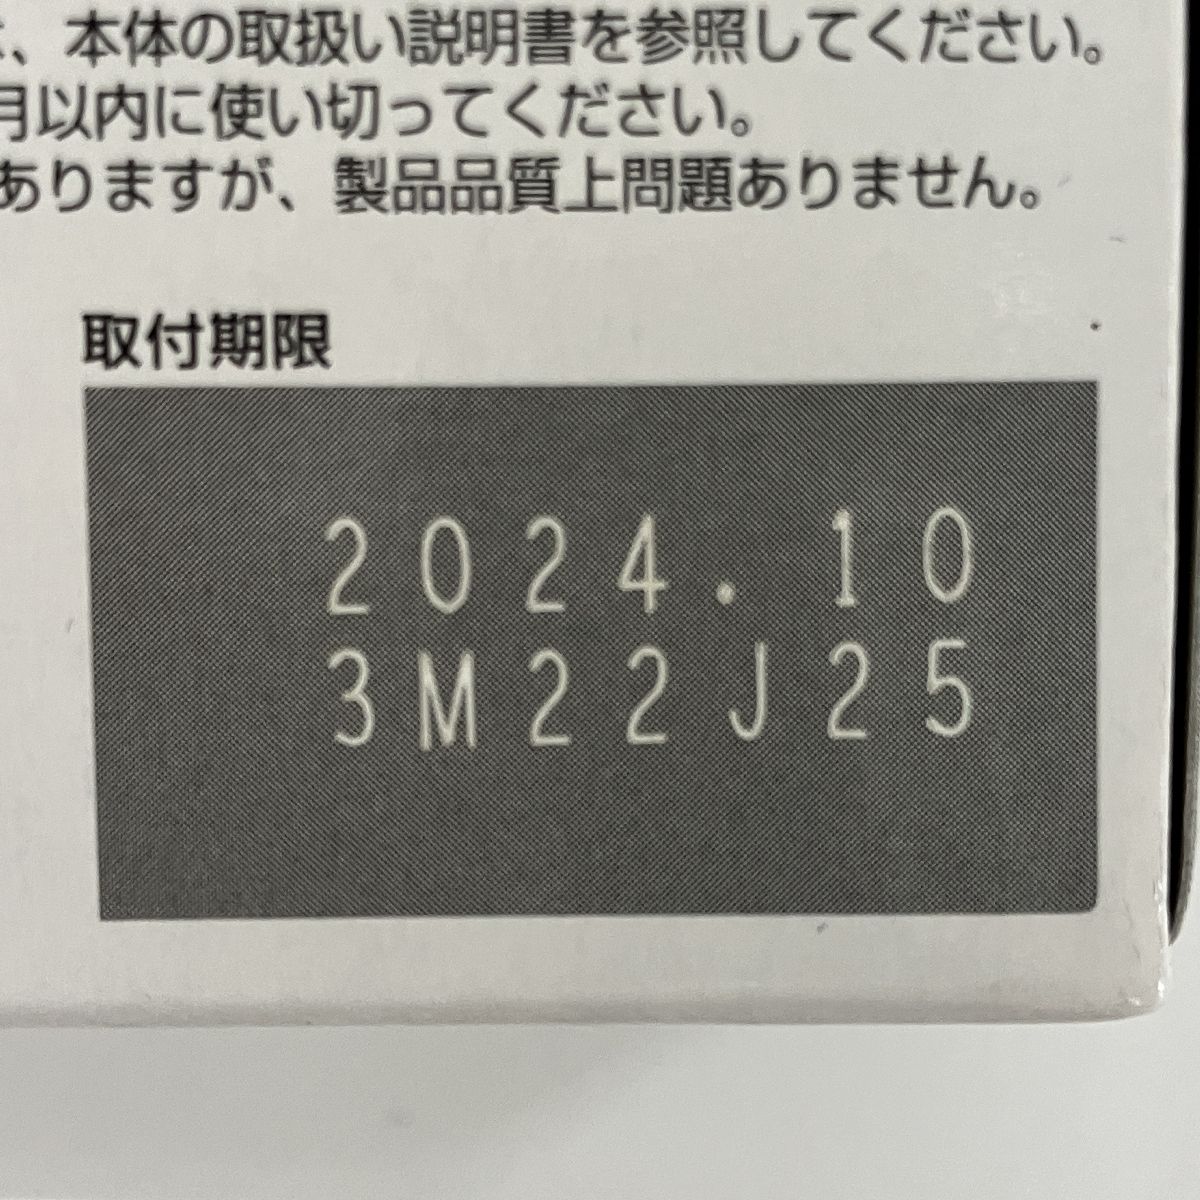 、本体の取扱い説明書を参照してください。
月以内に使い切ってください。
ありますが、製品品質上問題ありません。
取付期限
2024.10
3M22J25